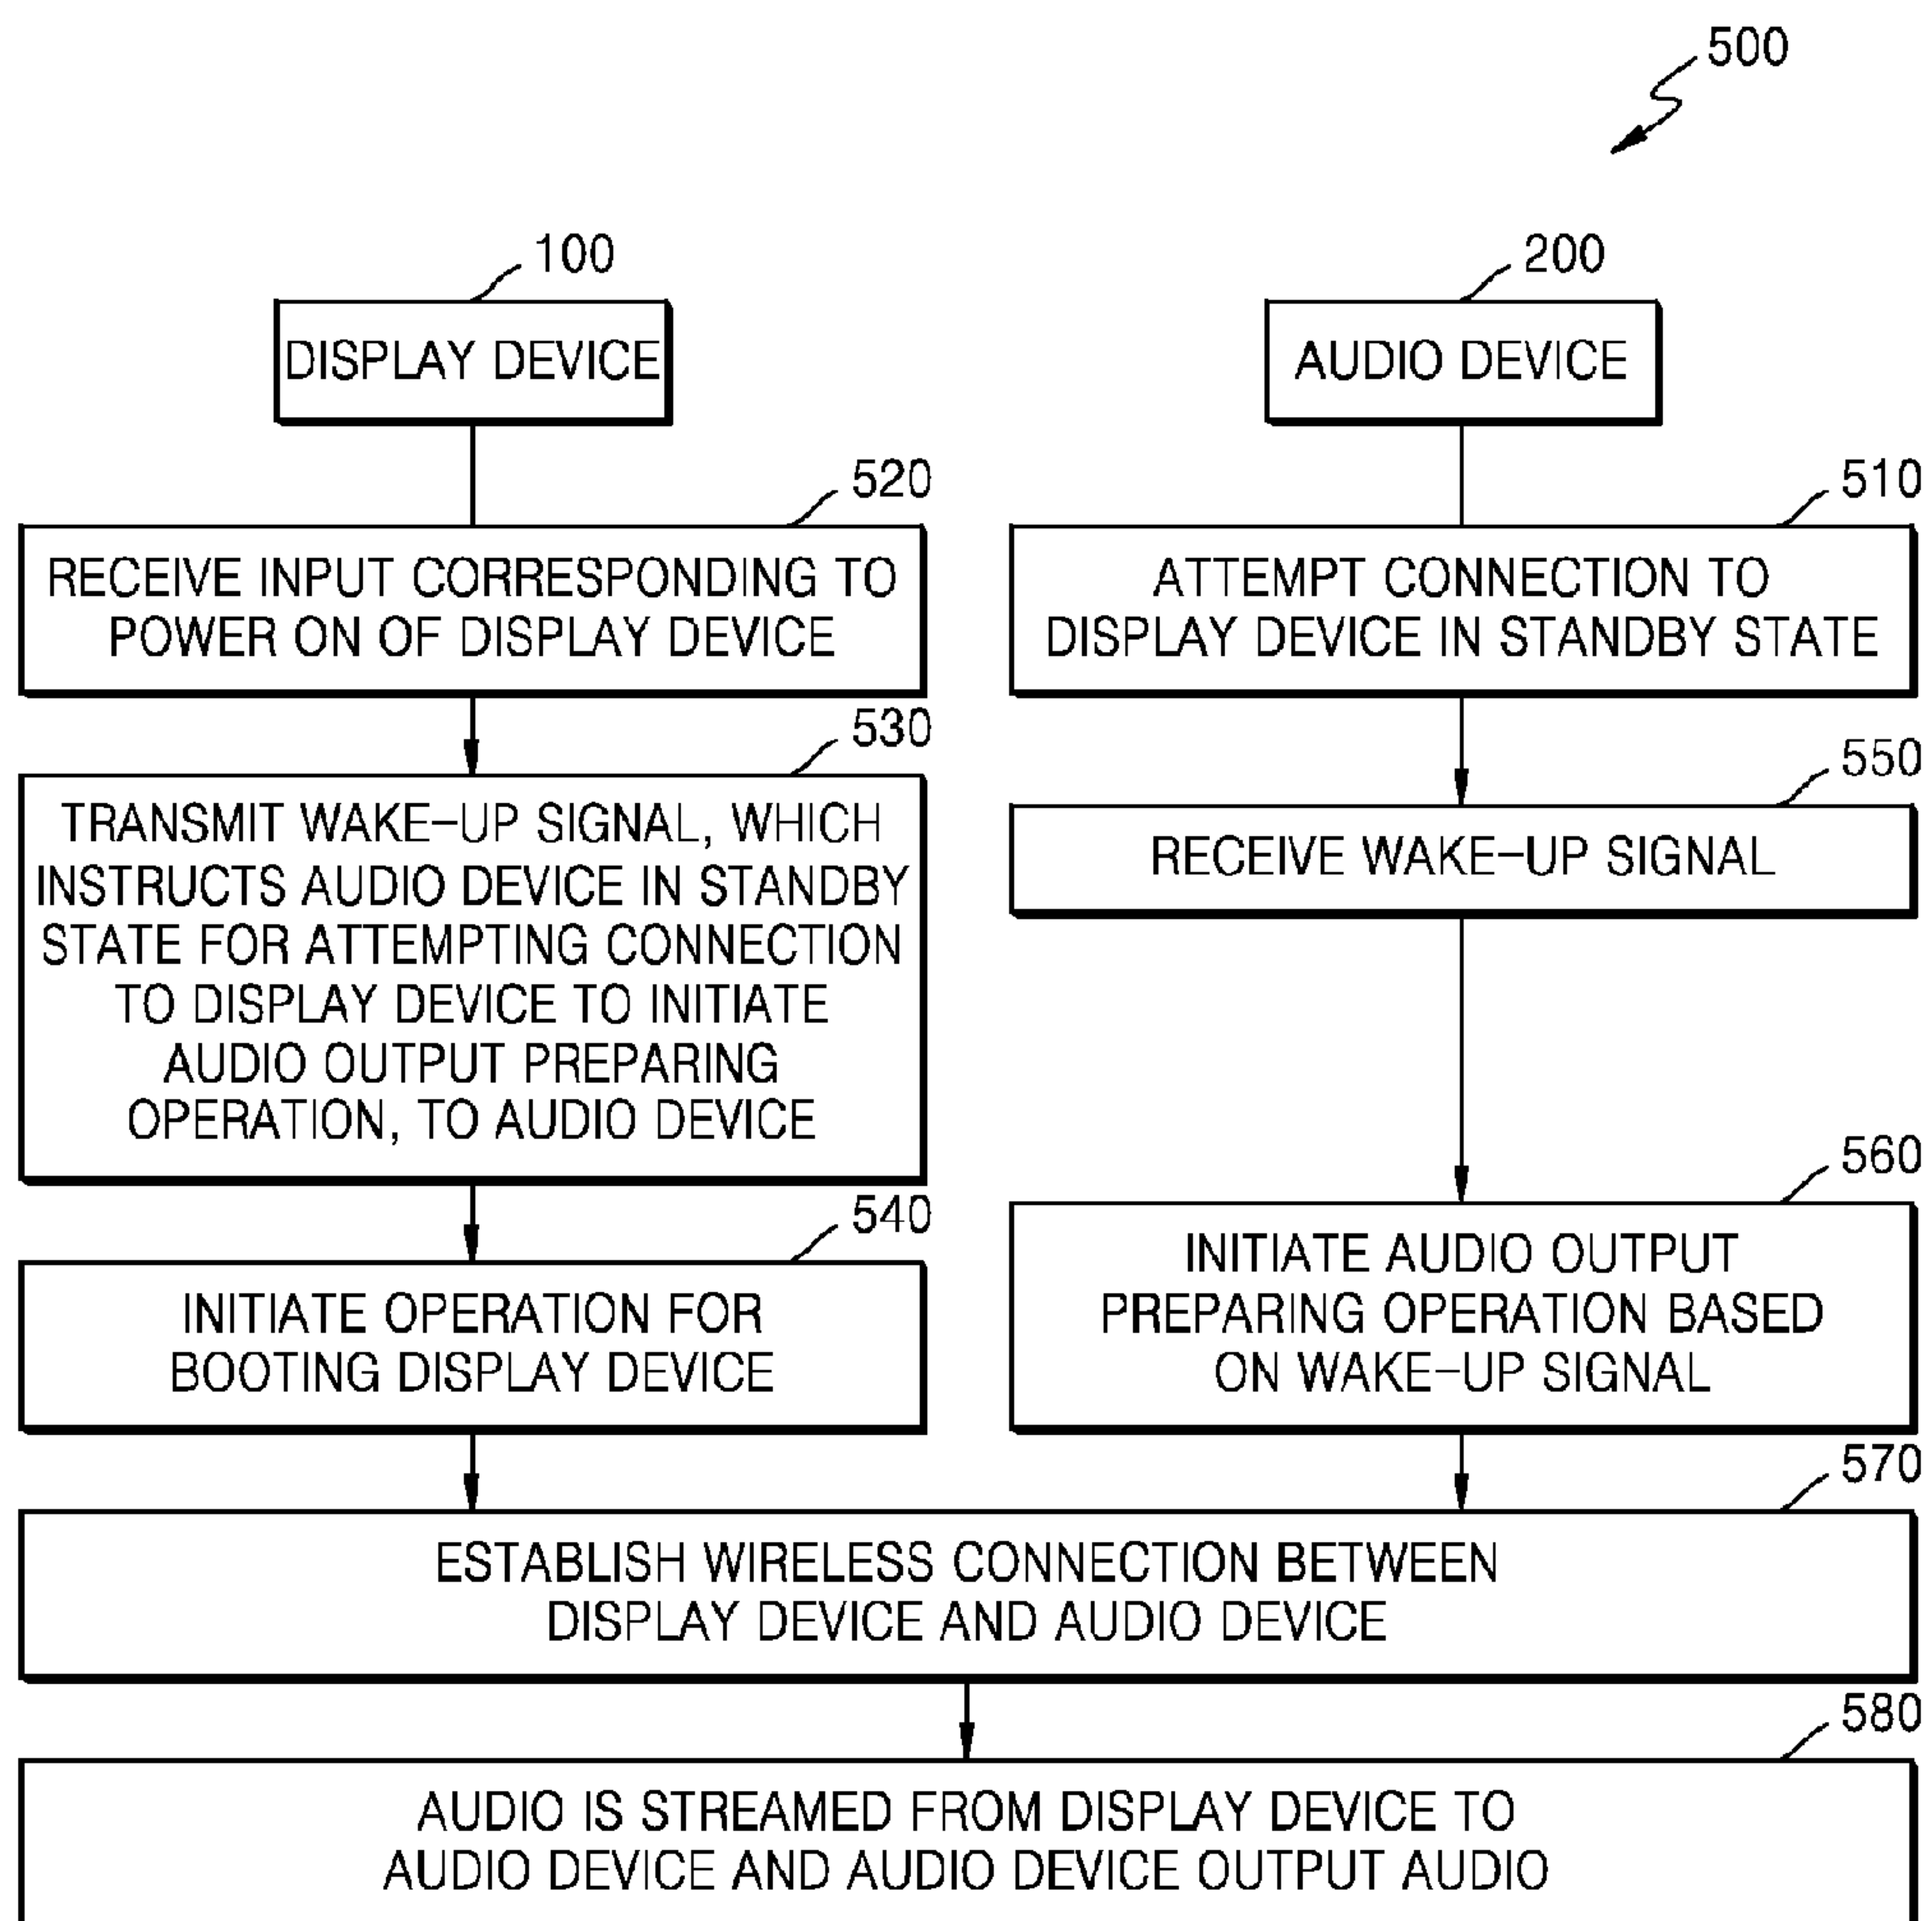 500
100
DISPLAY DEVICE
200
AUDIO DEVICE
520
RECEIVE INPUT CORRESPONDING TO
POWER ON OF DISPLAY DEVICE
510
ATTEMPT CONNECTION TO
DISPLAY DEVICE IN STANDBY STATE
530
TRANSMIT WAKE-UP SIGNAL, WHICH
INSTRUCTS AUDIO DEVICE IN STANDBY
STATE FOR ATTEMPTING CONNECTION
TO DISPLAY DEVICE TO INITIATE
AUDIO OUTPUT PREPARING
OPERATION, TO AUDIO DEVICE
550
RECEIVE WAKE-UP SIGNAL
540
INITIATE OPERATION FOR
BOOTING DISPLAY DEVICE
560
INITIATE AUDIO OUTPUT
PREPARING OPERATION BASED
ON WAKE-UP SIGNAL
570
ESTABLISH WIRELESS CONNECTION BETWEEN
DISPLAY DEVICE AND AUDIO DEVICE
580
AUDIO IS STREAMED FROM DISPLAY DEVICE TO
AUDIO DEVICE AND AUDIO DEVICE OUTPUT AUDIO